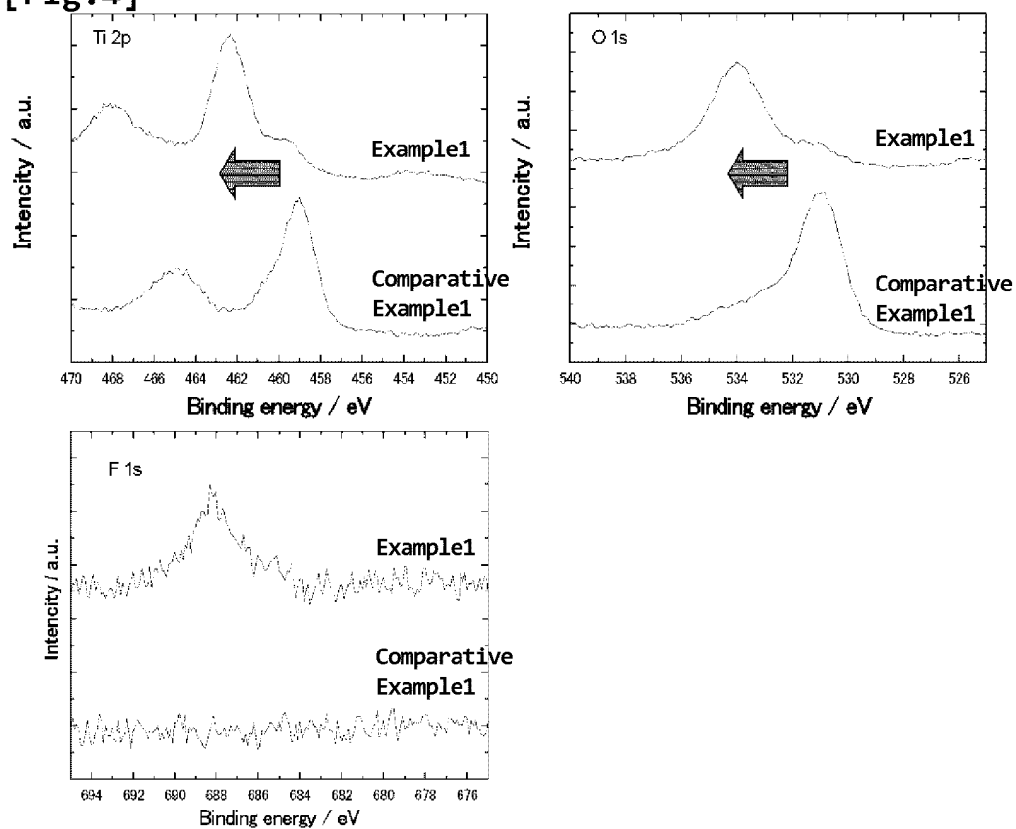 [Fig.4]
Ti 2p
Intencity / a.u.
Example1
Comparative
Example1
470 468 466 464 462 460 458 456 454 452 450
Binding energy / eV
O 1s
Intencity / a.u.
Example1
Comparative
Example1
540 538 536 534 532 530 528 526
Binding energy / eV
F 1s
Intencity / a.u.
Example1
Comparative
Example1
694 692 690 688 686 684 682 680 678 676
Binding energy / eV